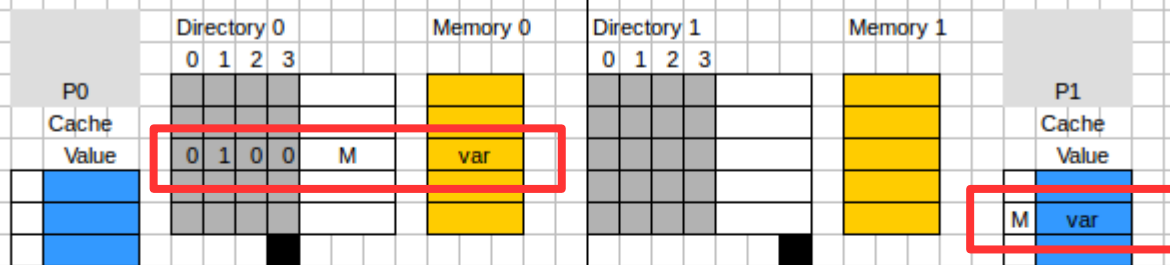 Directory 0 Memory 0 Directory 1 Memory 1
0 1 2 3 0 1 2 3
P0 P1
Cache Cache
Value 0 1 0 0 M var Value
M var